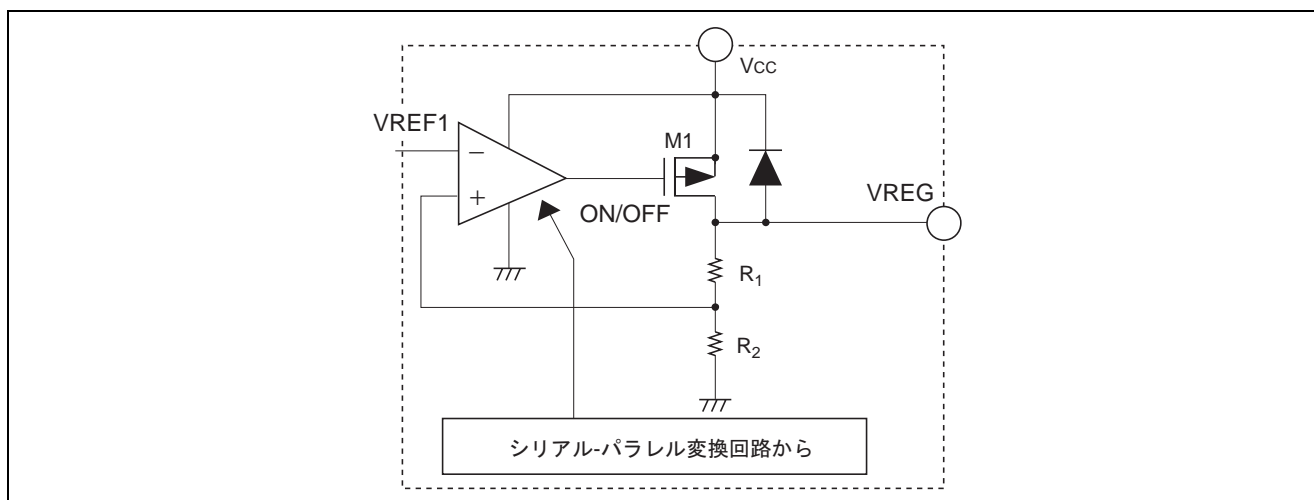 Vcc
VREF1
M1
−
+
ON/OFF
VREG
R1
R2
シリアル-パラレル変換回路から